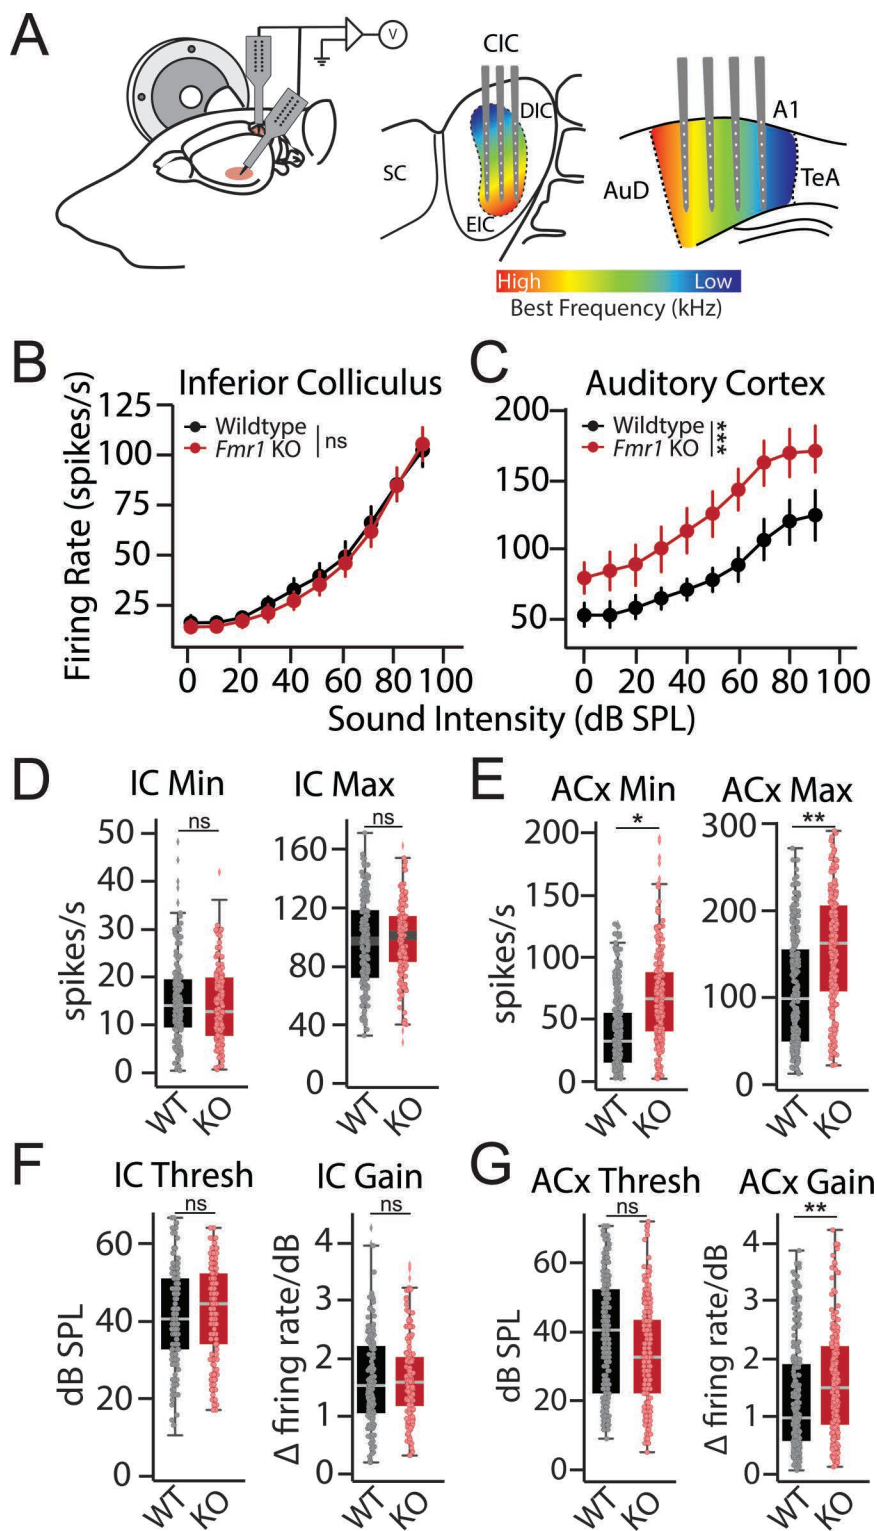 A
V
CIC
DIC
SC
EIC
A1
AuD
TeA
High Low
Best Frequency (kHz)
B
Inferior Colliculus
Wildtype
Fmr1 KO
ns
125
100
75
50
25
Firing Rate (spikes/s)
0 20 40 60 80 100
C
Auditory Cortex
Wildtype
Fmr1 KO
***
200
150
100
50
0 20 40 60 80 100
Sound Intensity (dB SPL)
D
IC Min
ns
50
40
30
20
10
0
spikes/s
WT KO
IC Max
ns
160
120
80
40
0
WT KO
E
ACx Min
*
200
150
100
50
0
spikes/s
WT KO
ACx Max
**
300
200
100
0
WT KO
F
IC Thresh
ns
60
40
20
0
dB SPL
WT KO
IC Gain
ns
4
3
2
1
0
Δ firing rate/dB
WT KO
G
ACx Thresh
ns
60
40
20
0
dB SPL
WT KO
ACx Gain
**
4
3
2
1
0
Δ firing rate/dB
WT KO